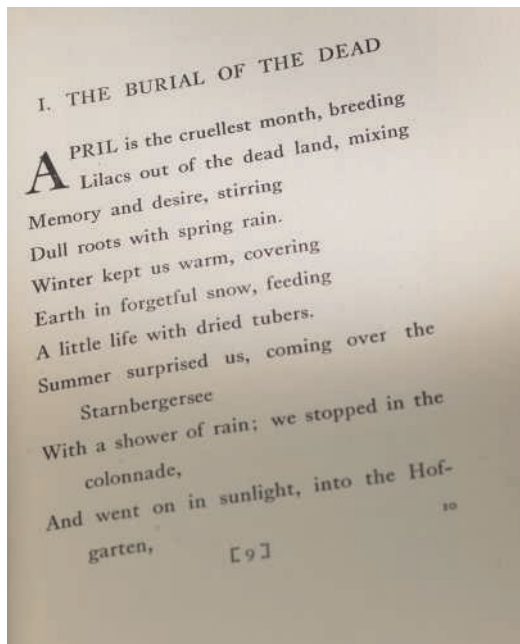 I. THE BURIAL OF THE DEAD
APRIL is the cruellest month, breeding
Lilacs out of the dead land, mixing
Memory and desire, stirring
Dull roots with spring rain.
Winter kept us warm, covering
Earth in forgetful snow, feeding
A little life with dried tubers.
Summer surprised us, coming over the
Starnbergersee
With a shower of rain; we stopped in the
colonnade,
And went on in sunlight, into the Hof-
garten,
10
[9]